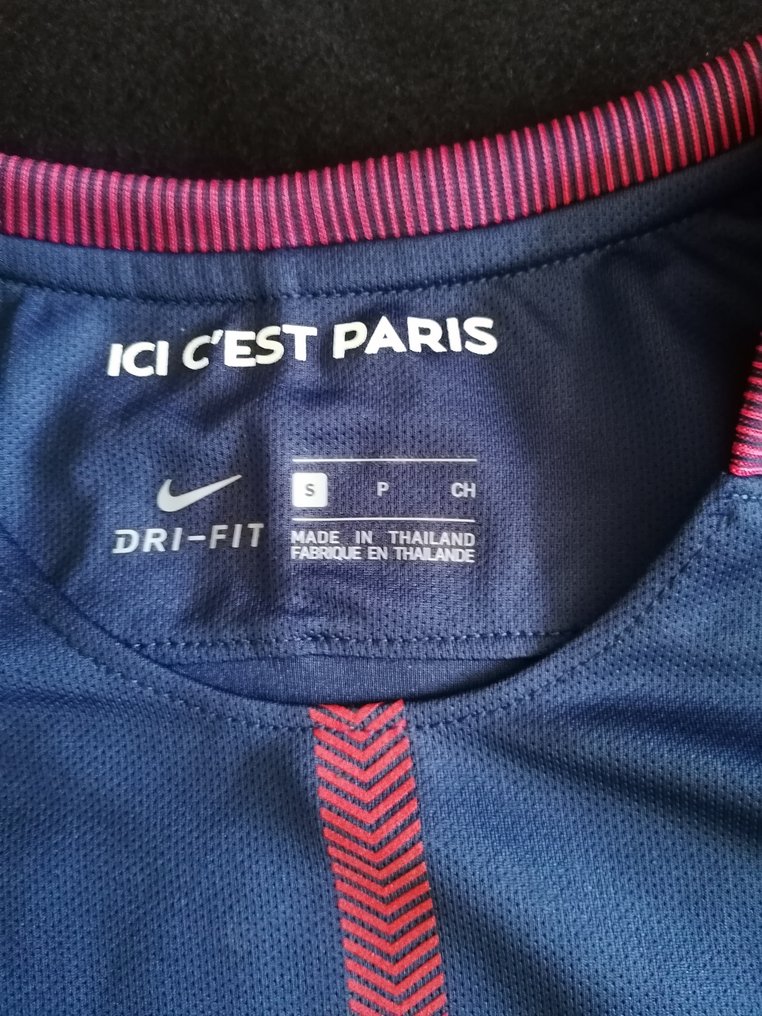 ICI C'EST PARIS
DRI-FIT
S P CH
MADE IN THAILAND
FABRIQUE EN THAILANDE